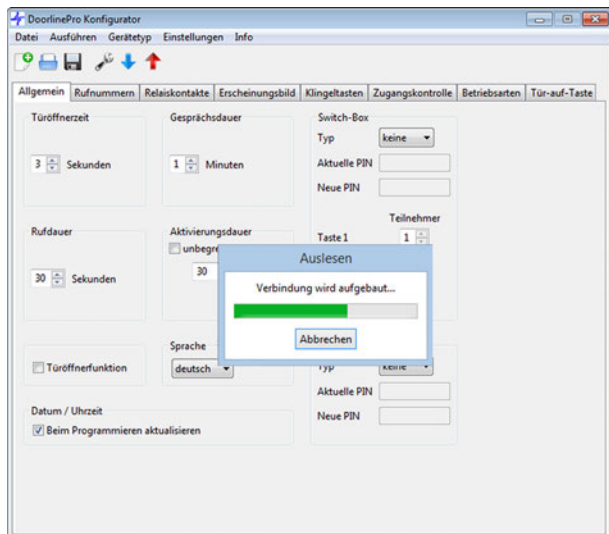 DoorlinePro Konfigurator
Datei Ausführen Gerätetyp Einstellungen Info
Allgemein Rufnummern Relaiskontakte Erscheinungsbild Klingeltasten Zugangskontrolle Betriebsarten Tür-auf-Taste
Türöffnerzeit Gesprächsdauer Switch-Box
Typ keine
3 Sekunden 1 Minuten Aktuelle PIN
Neue PIN
Teilnehmer
Rufdauer Aktivierungsdauer Taste 1 1
unbegre
30 Sekunden 30
Auslesen
Verbindung wird aufgebaut...
Abbrechen
Sprache
Türöffnerfunktion deutsch Typ keine
Aktuelle PIN
Datum / Uhrzeit Neue PIN
Beim Programmieren aktualisieren